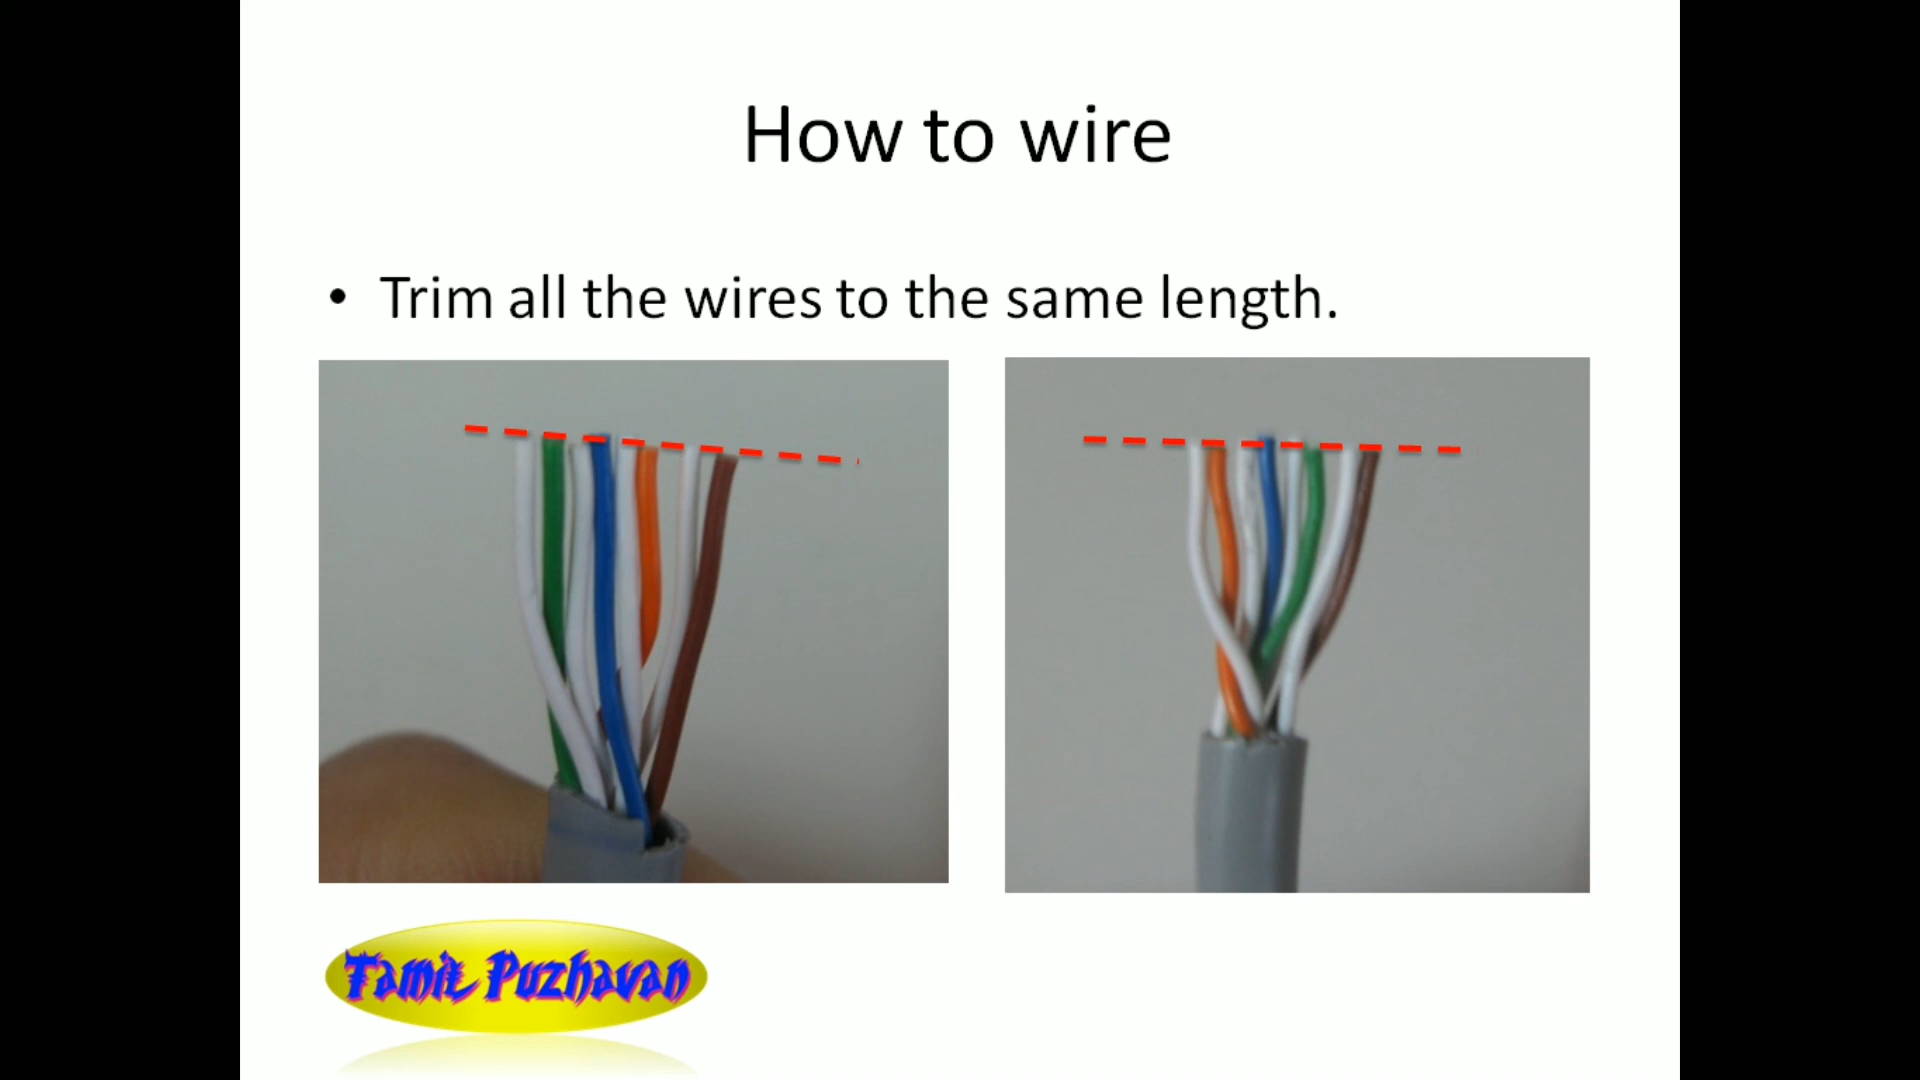 How to wire
• Trim all the wires to the same length.
Tamil Puzhavan